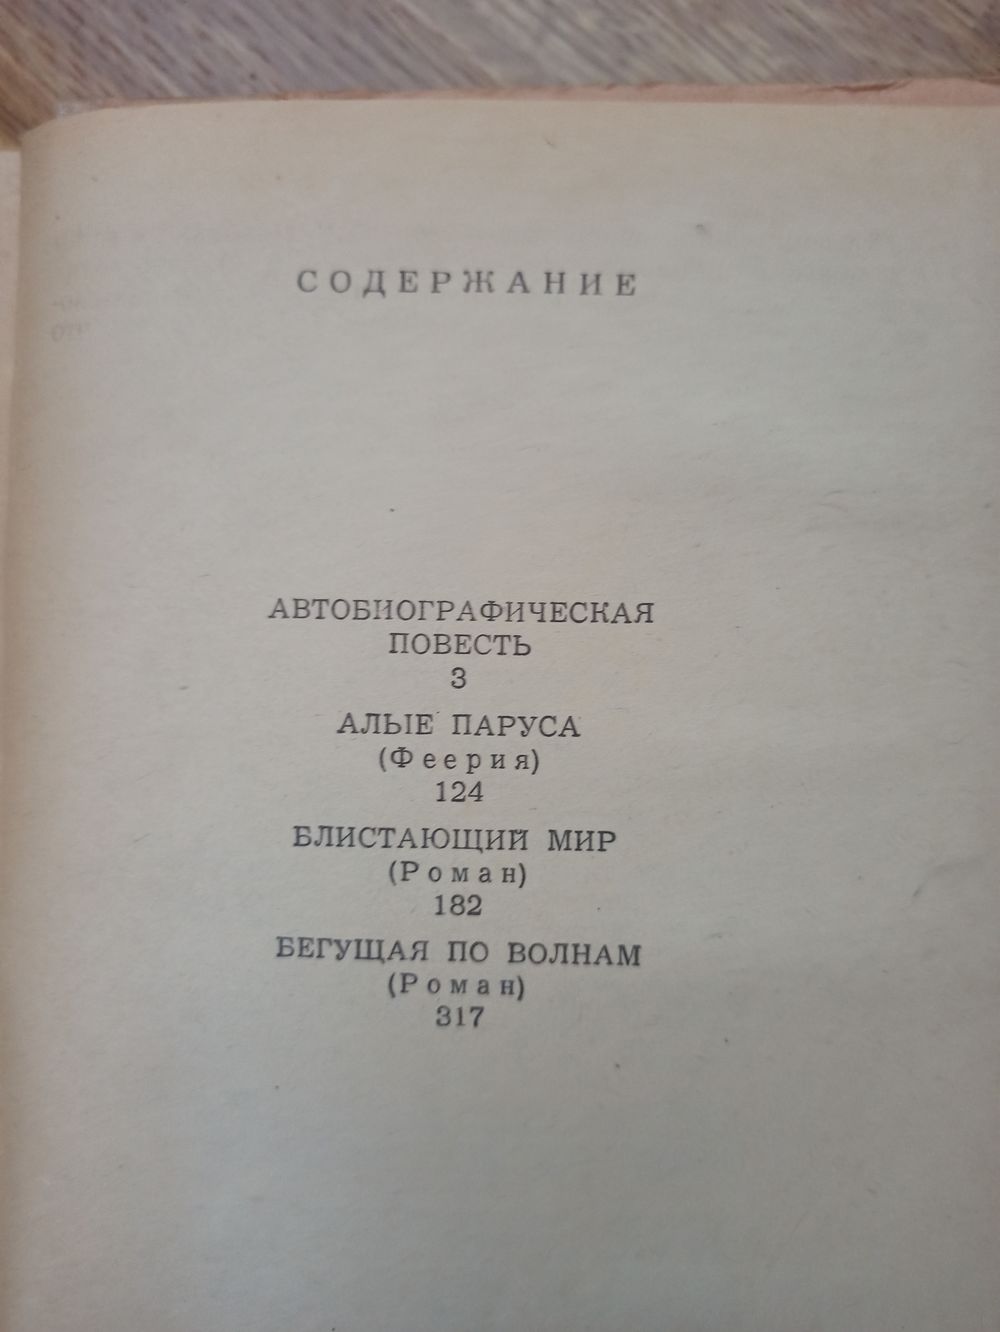 СОДЕРЖАНИЕ
АВТОБИОГРАФИЧЕСКАЯ
ПОВЕСТЬ
3
АЛЫЕ ПАРУСА
(Феерия)
124
БЛИСТАЮЩИЙ МИР
(Роман)
182
БЕГУЩАЯ ПО ВОЛНАМ
(Роман)
317